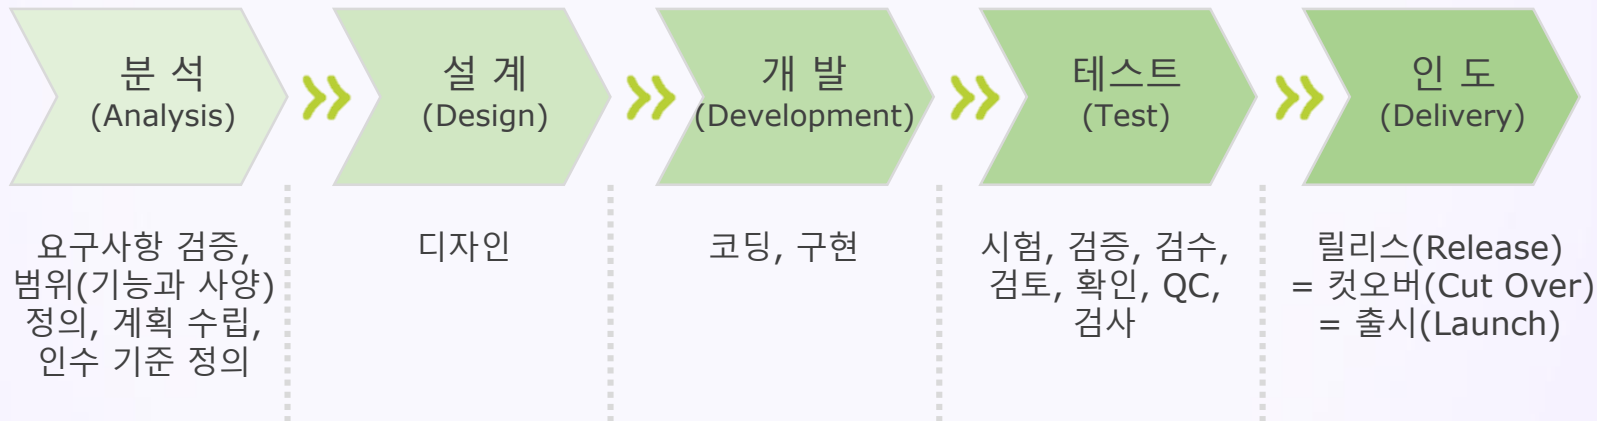 분 석
(Analysis)
설 계
(Design)
개 발
(Development)
테스트
(Test)
인 도
(Delivery)
요구사항 검증,
범위(기능과 사양)
정의, 계획 수립,
인수 기준 정의
디자인
코딩, 구현
시험, 검증, 검수,
검토, 확인, QC,
검사
릴리스(Release)
= 컷오버(Cut Over)
= 출시(Launch)